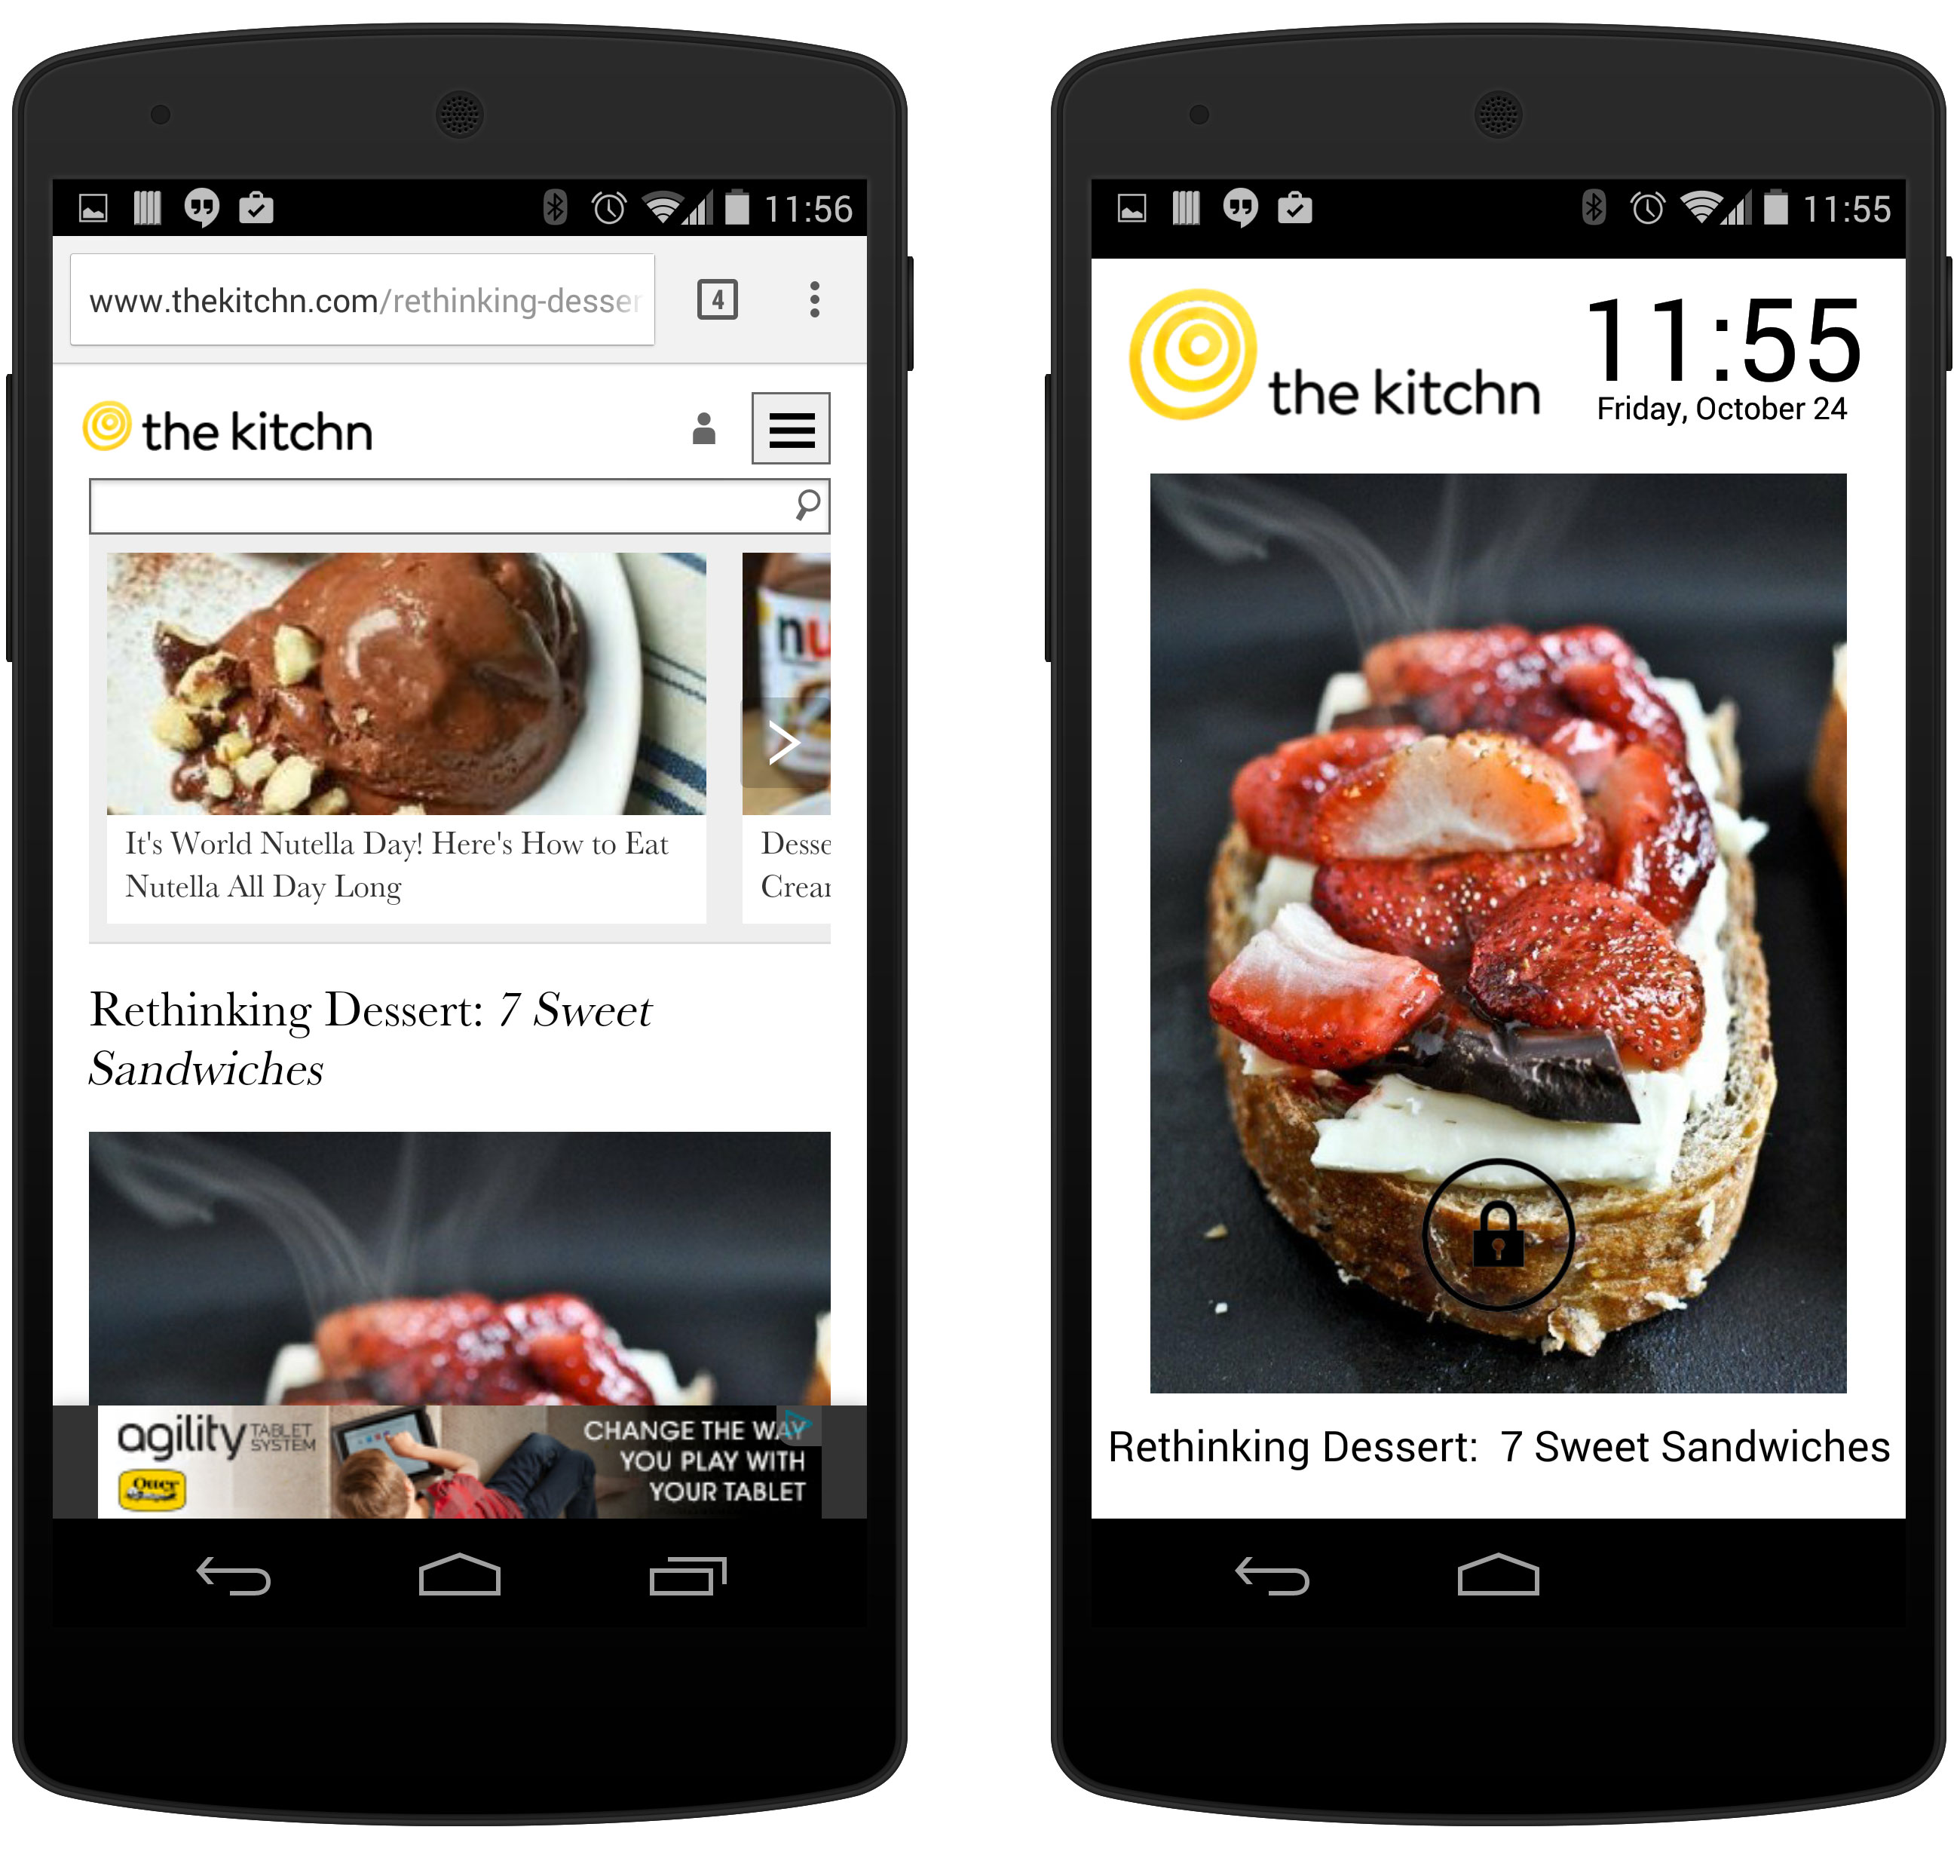 11:56
www.thekitchn.com/rethinking-desser
4
the kitchn
nu
It's World Nutella Day! Here's How to Eat
Nutella All Day Long
Desse
Crear
Rethinking Dessert: 7 Sweet
Sandwiches
agility TABLET
SYSTEM
Otter
CHANGE THE WAY
YOU PLAY WITH
YOUR TABLET
11:55
the kitchn
11:55
Friday, October 24
Rethinking Dessert: 7 Sweet Sandwiches